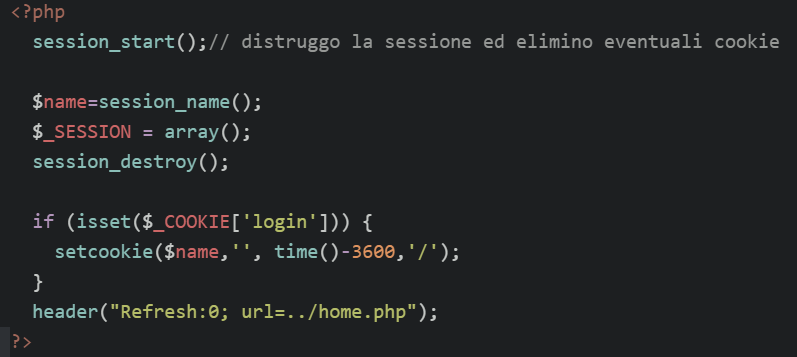 <?php
session_start();// distruggo la sessione ed elimino eventuali cookie
$name=session_name();
$_SESSION = array();
session_destroy();
if (isset($_COOKIE['login'])) {
setcookie($name,'', time()-3600,'/');
}
header("Refresh:0; url=../home.php");
?>